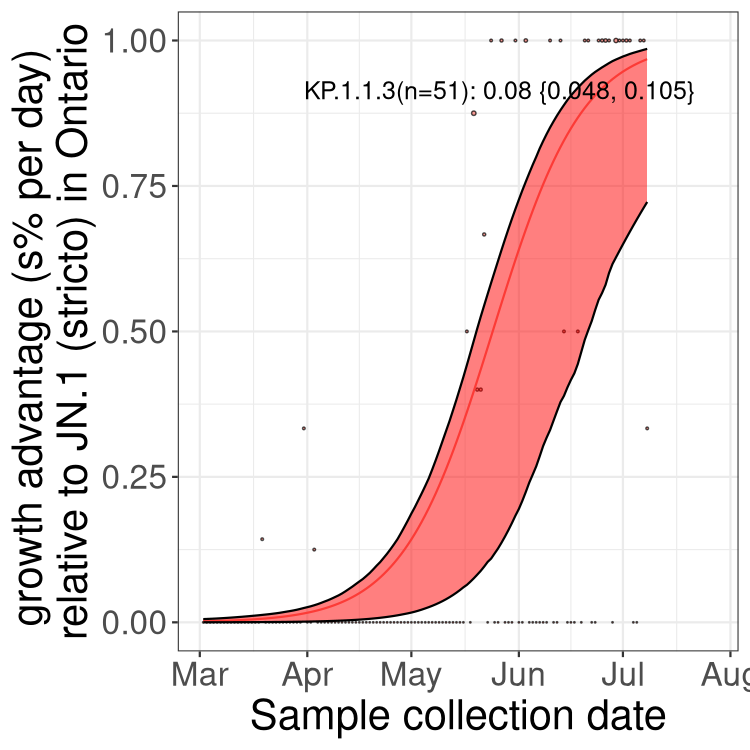 growth advantage (s% per day)
relative to JN.1 (stricto) in Ontario
1.00
0.75
0.50
0.25
0.00
KP.1.1.3(n=51): 0.08 {0.048, 0.105}
Mar Apr May Jun Jul Aug
Sample collection date